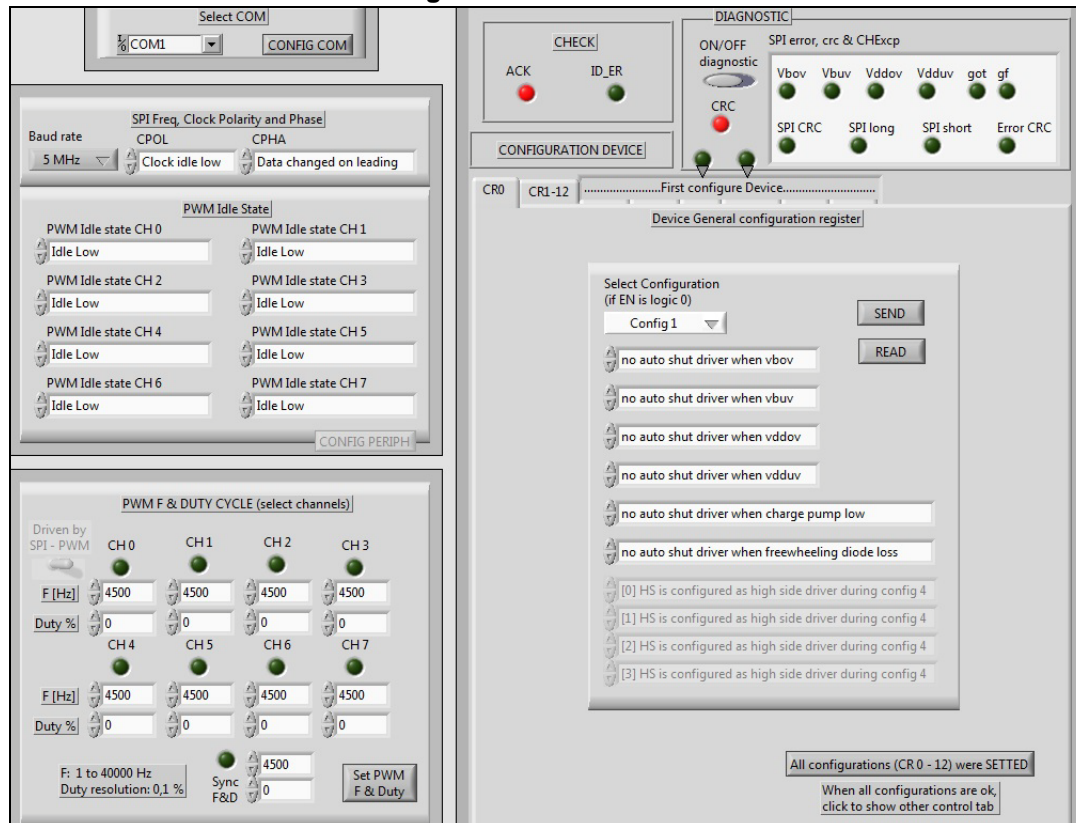 Select COM
COM1
CONFIG COM
SPI Freq, Clock Polarity and Phase
Baud rate
CPOL
CPHA
5 MHz
Clock idle low
Data changed on leading
PWM Idle State
PWM Idle state CH 0
PWM Idle state CH 1
Idle Low
Idle Low
PWM Idle state CH 2
PWM Idle state CH 3
Idle Low
Idle Low
PWM Idle state CH 4
PWM Idle state CH 5
Idle Low
Idle Low
PWM Idle state CH 6
PWM Idle state CH 7
Idle Low
Idle Low
CONFIG PERIPH
PWM F & DUTY CYCLE (select channels)
Driven by
SPI - PWM
CH 0
CH 1
CH 2
CH 3
F [Hz]
4500
4500
4500
4500
Duty %
0
0
0
0
CH 4
CH 5
CH 6
CH 7
F [Hz]
4500
4500
4500
4500
Duty %
0
0
0
0
F: 1 to 40000 Hz
Duty resolution: 0,1 %
Sync
F&D
4500
0
Set PWM
F & Duty
CHECK
ACK
ID_ER
CONFIGURATION DEVICE
DIAGNOSTIC
ON/OFF
diagnostic
CRC
SPI error, crc & CHExcp
Vbov
Vbuv
Vddov
Vdduv
got
gf
SPI CRC
SPI long
SPI short
Error CRC
CR0
CR1-12
.......................First configure Device............................
Device General configuration register
Select Configuration
(if EN is logic 0)
Config 1
SEND
READ
no auto shut driver when vbov
no auto shut driver when vbuv
no auto shut driver when vddov
no auto shut driver when vdduv
no auto shut driver when charge pump low
no auto shut driver when freewheeling diode loss
[0] HS is configured as high side driver during config 4
[1] HS is configured as high side driver during config 4
[2] HS is configured as high side driver during config 4
[3] HS is configured as high side driver during config 4
All configurations (CR 0 - 12) were SETTED
When all configurations are ok,
click to show other control tab